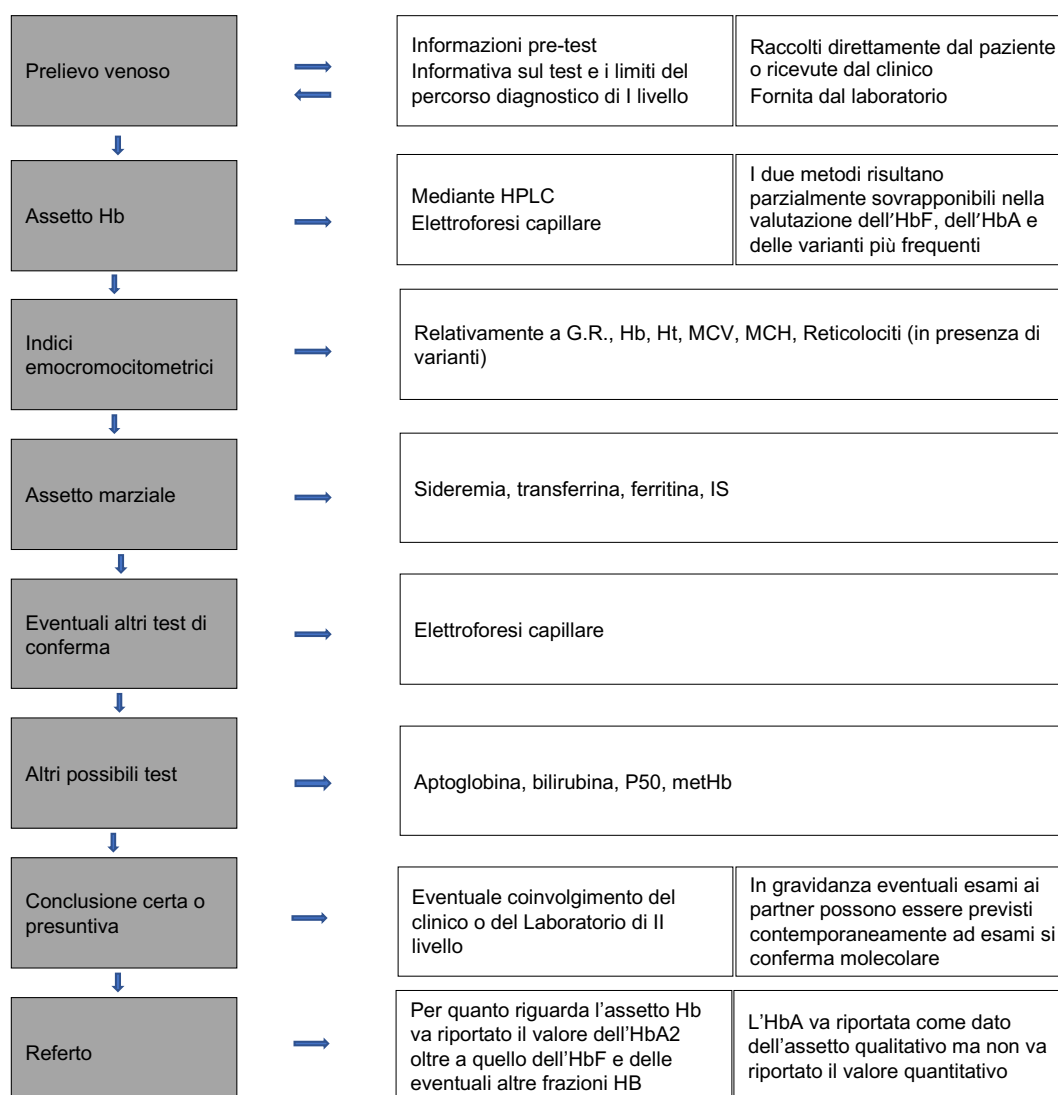 Prelievo venoso
Informazioni pre-test
Informativa sul test e i limiti del
percorso diagnostico di I livello
Raccolti direttamente dal paziente
o ricevute dal clinico
Fornita dal laboratorio
Assetto Hb
Mediante HPLC
Elettroforesi capillare
I due metodi risultano
parzialmente sovrapponibili nella
valutazione dell’HbF, dell’HbA e
delle varianti più frequenti
Indici
emocromocitometrici
Relativamente a G.R., Hb, Ht, MCV, MCH, Reticolociti (in presenza di
varianti)
Assetto marziale
Sideremia, transferrina, ferritina, IS
Eventuali altri test di
conferma
Elettroforesi capillare
Altri possibili test
Aptoglobina, bilirubina, P50, metHb
Conclusione certa o
presuntiva
Eventuale coinvolgimento del
clinico o del Laboratorio di II
livello
In gravidanza eventuali esami ai
partner possono essere previsti
contemporaneamente ad esami si
conferma molecolare
Referto
Per quanto riguarda l’assetto Hb
va riportato il valore dell’HbA2
oltre a quello dell’HbF e delle
eventuali altre frazioni HB
L’HbA va riportata come dato
dell’assetto qualitativo ma non va
riportato il valore quantitativo